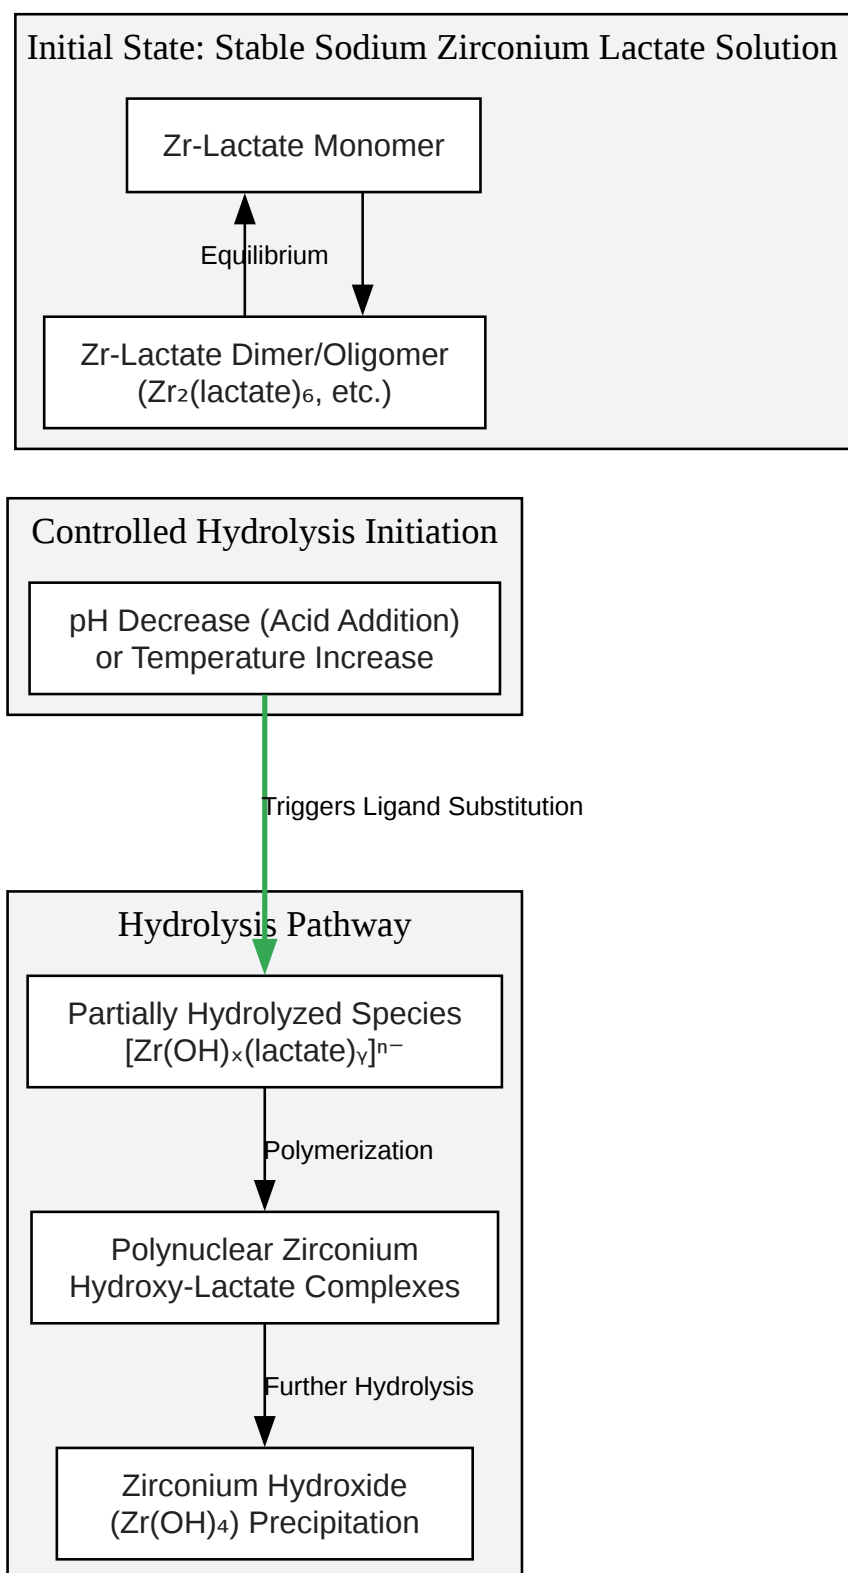 Initial State: Stable Sodium Zirconium Lactate Solution
Zr-Lactate Monomer
Equilibrium
Zr-Lactate Dimer/Oligomer
(Zr₂(lactate)₆, etc.)
Controlled Hydrolysis Initiation
pH Decrease (Acid Addition)
or Temperature Increase
Triggers Ligand Substitution
Hydrolysis Pathway
Partially Hydrolyzed Species
[Zr(OH)ₓ(lactate)ᵧ]ⁿ⁻
Polymerization
Polynuclear Zirconium
Hydroxy-Lactate Complexes
Further Hydrolysis
Zirconium Hydroxide
(Zr(OH)₄) Precipitation